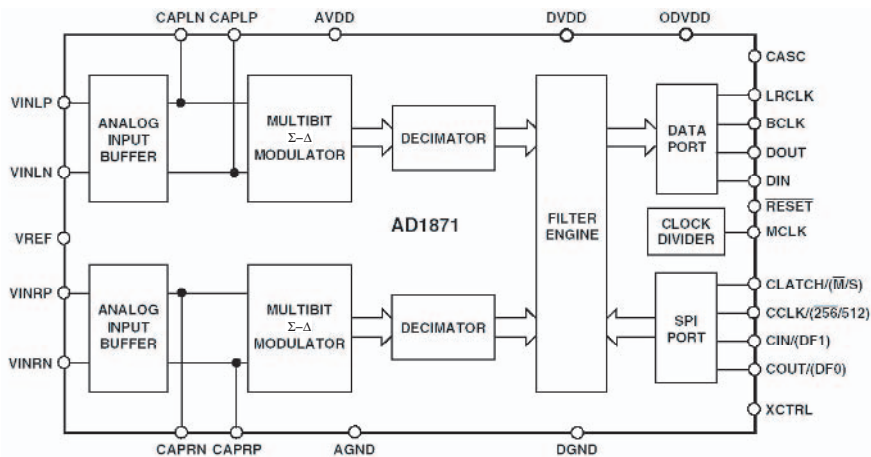 CAPLN CAPLP AVDD DVDD ODVDD
CASC
VINLP
VINLN
VREF
VINRP
VINRN
ANALOG
INPUT
BUFFER
MULTIBIT
Σ–Δ
MODULATOR
DECIMATOR
AD1871
FILTER
ENGINE
DATA
PORT
LRCLK
BCLK
DOUT
DIN
RESET
CLOCK
DIVIDER
MCLK
ANALOG
INPUT
BUFFER
MULTIBIT
Σ–Δ
MODULATOR
DECIMATOR
SPI
PORT
CLATCH/(M/S)
CCLK/(256/512)
CIN/(DF1)
COUT/(DF0)
XCTRL
CAPRN CAPRP AGND DGND